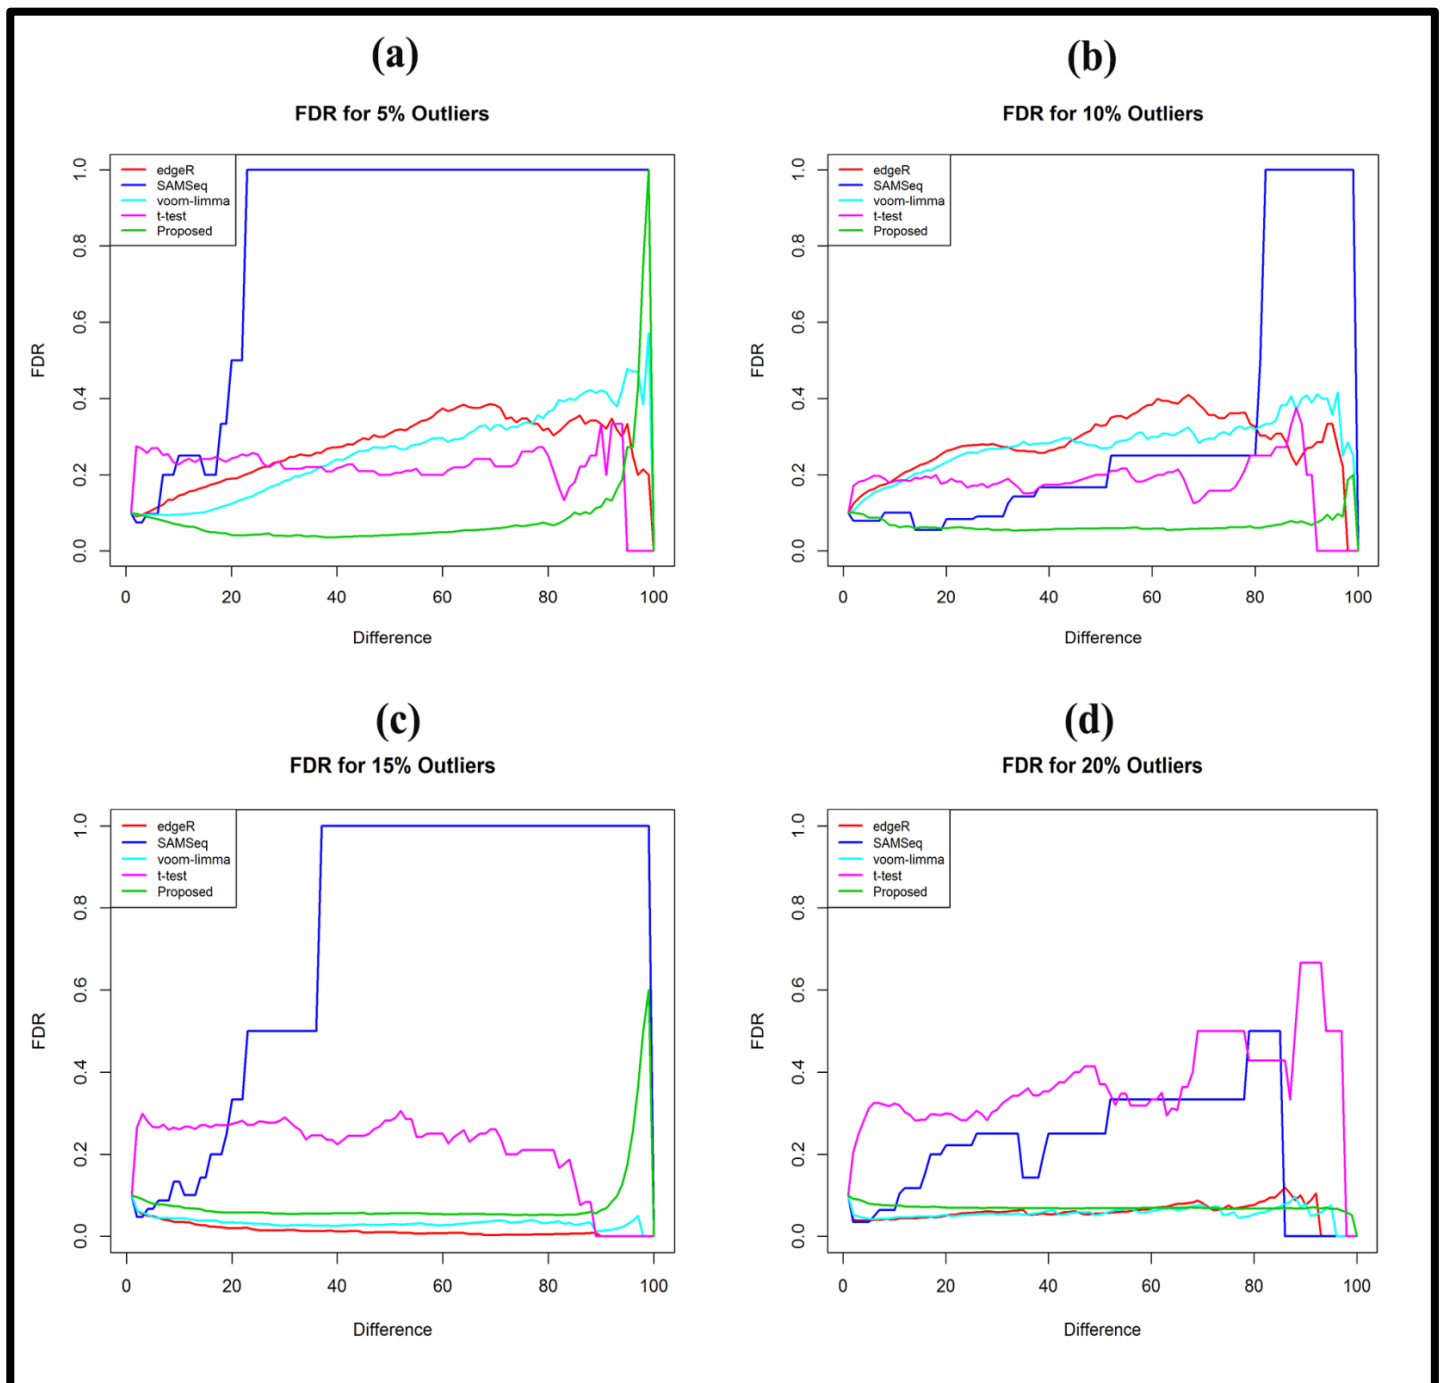 (a)
FDR for 5% Outliers
edgeR
SAMSeq
voom-limma
t-test
Proposed
FDR
0.0 0.2 0.4 0.6 0.8 1.0
0 20 40 60 80 100
Difference
(b)
FDR for 10% Outliers
edgeR
SAMSeq
voom-limma
t-test
Proposed
FDR
0.0 0.2 0.4 0.6 0.8 1.0
0 20 40 60 80 100
Difference
(c)
FDR for 15% Outliers
edgeR
SAMSeq
voom-limma
t-test
Proposed
FDR
0.0 0.2 0.4 0.6 0.8 1.0
0 20 40 60 80 100
Difference
(d)
FDR for 20% Outliers
edgeR
SAMSeq
voom-limma
t-test
Proposed
FDR
0.0 0.2 0.4 0.6 0.8 1.0
0 20 40 60 80 100
Difference